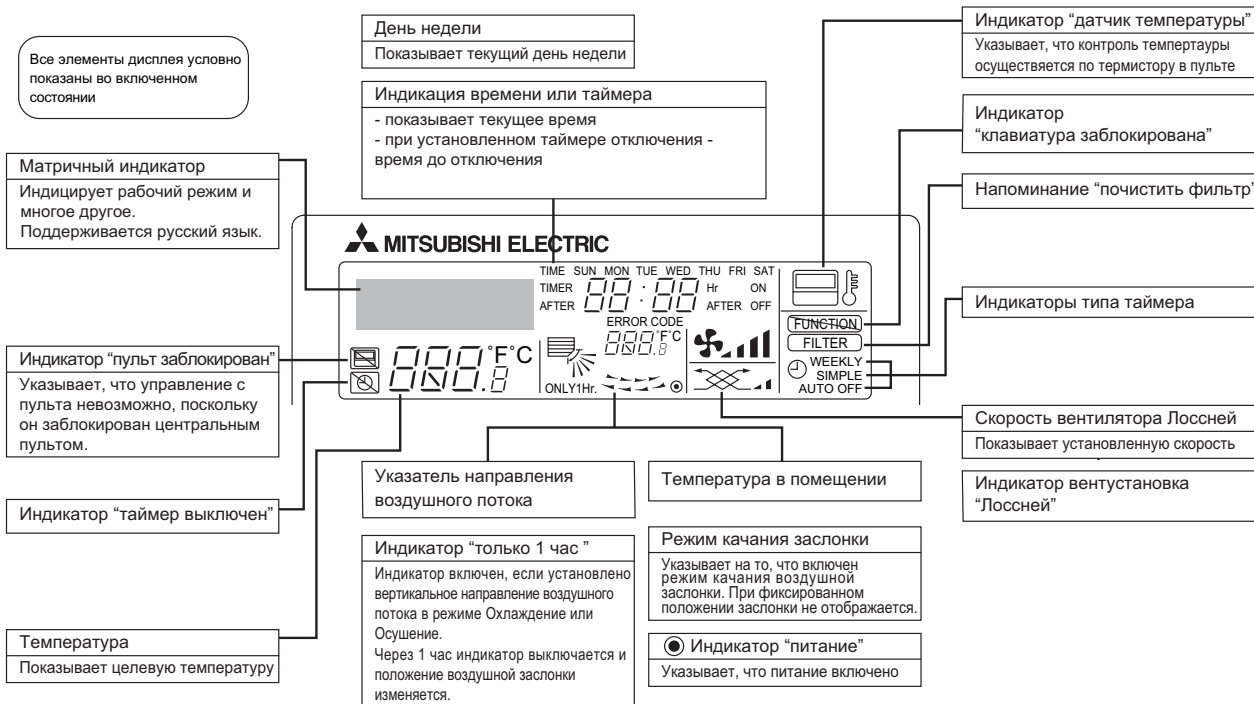 Все элементы дисплея условно
показаны во включенном
состоянии
День недели
Показывает текущий день недели
Индикация времени или таймера
- показывает текущее время
- при установленном таймере отключения -
время до отключения
Индикатор “датчик температуры”
Указывает, что контроль темпертауры
осуществяется по термистору в пульте
Индикатор
“клавиатура заблокирована”
Напоминание “почистить фильтр”
Индикаторы типа таймера
Скорость вентилятора Лоссней
Показывает установленную скорость
Индикатор вентустановка
“Лоссней”
Матричный индикатор
Индицирует рабочий режим и
многое другое.
Поддерживается русский язык.
Индикатор “пульт заблокирован”
Указывает, что управление с
пульта невозможно, поскольку
он заблокирован центральным
пультом.
Индикатор “таймер выключен”
Температура
Показывает целевую температуру
MITSUBISHI ELECTRIC
TIME SUN MON TUE WED THU FRI SAT
TIMER 88:88 Hr ON
AFTER AFTER OFF
ERROR CODE
888.8 °F°C
888.8 °F°C
ONLY1Hr.
FUNCTION
FILTER
WEEKLY
SIMPLE
AUTO OFF
Указатель направления
воздушного потока
Температура в помещении
Индикатор “только 1 час ”
Индикатор включен, если установлено
вертикальное направление воздушного
потока в режиме Охлаждение или
Осушение.
Через 1 час индикатор выключается и
положение воздушной заслонки
изменяется.
Режим качания заслонки
Указывает на то, что включен
режим качания воздушной
заслонки. При фиксированном
положении заслонки не отображается.
Индикатор “питание”
Указывает, что питание включено